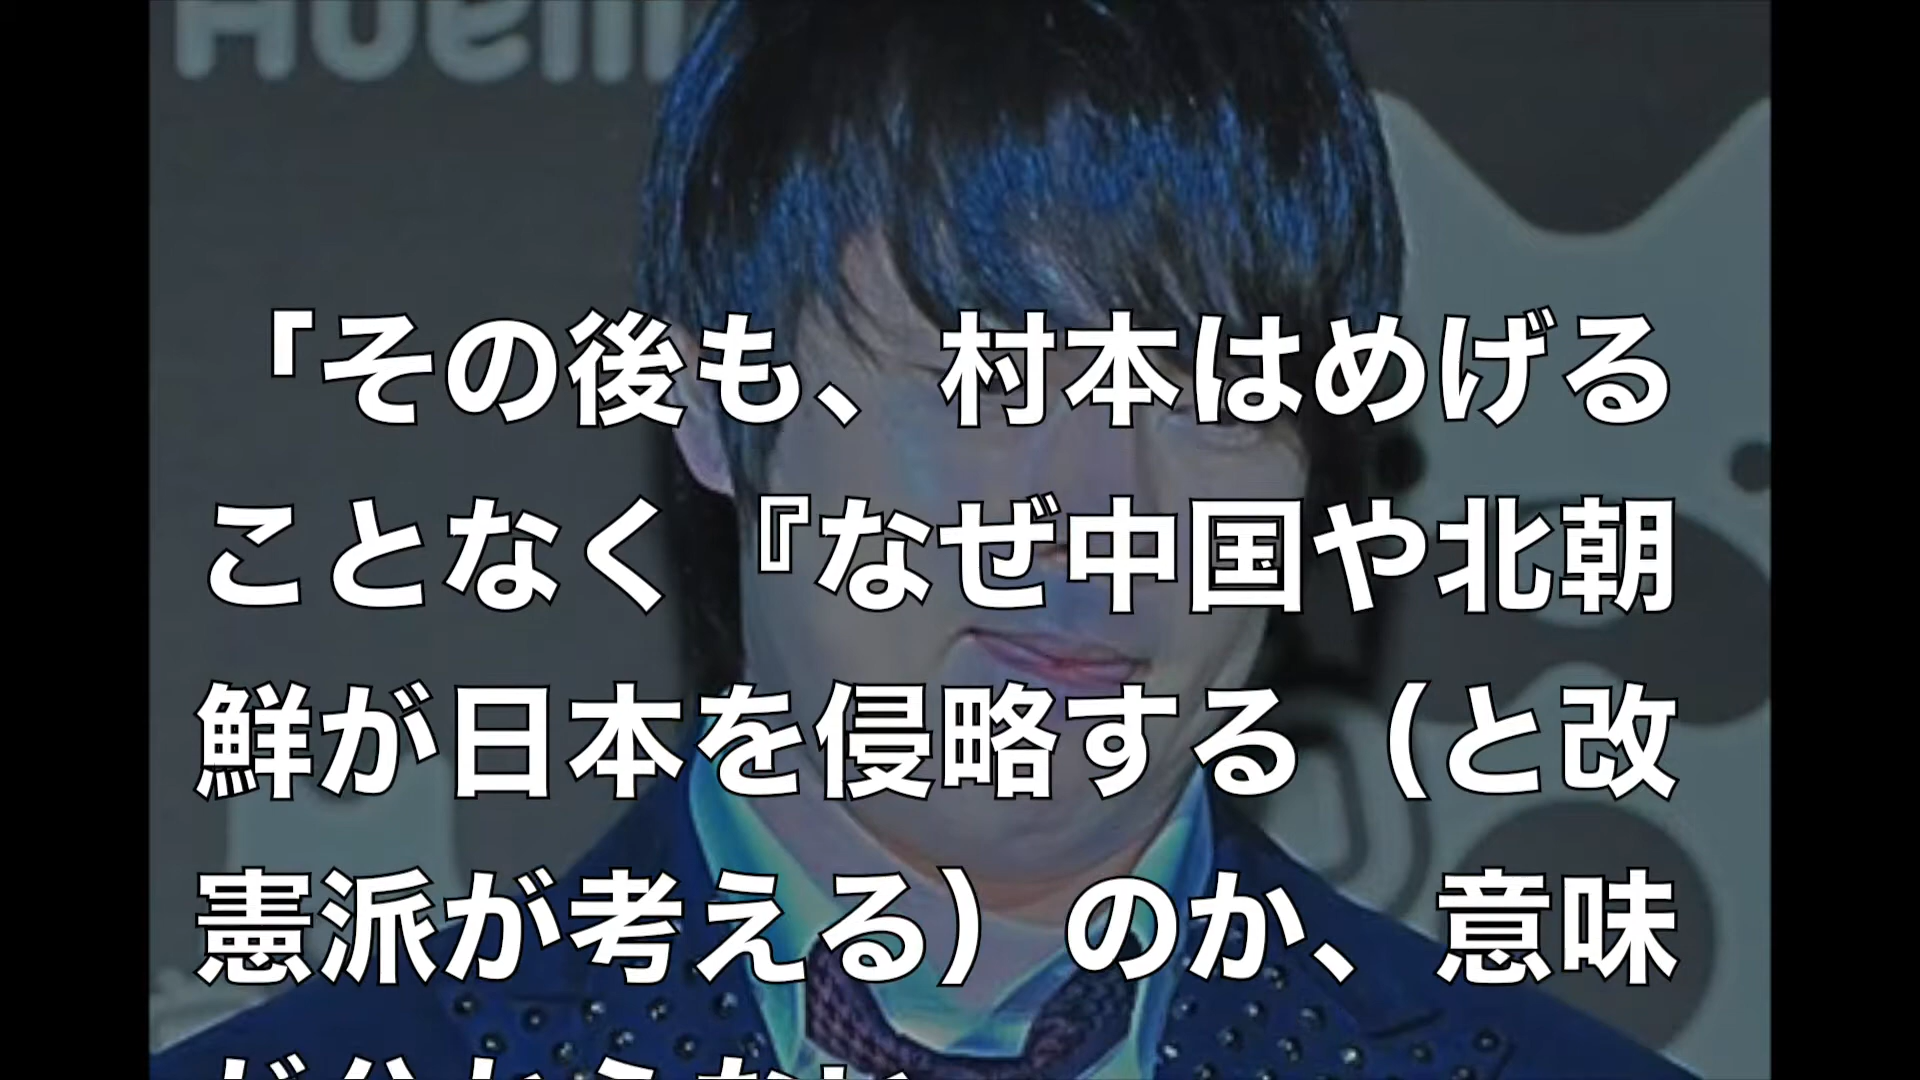 「その後も、村本はめげる
ことなく『なぜ中国や北朝
鮮が日本を侵略する（と改
憲派が考える）のか、意味